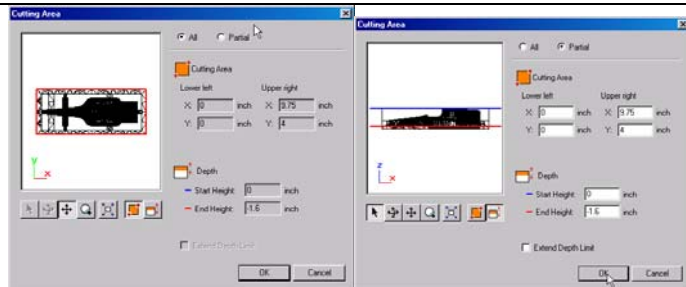 Cutting Area
All Partial
Cutting Area
Lower left Upper right
X: 0 inch X: 9.75 inch
Y: 0 inch Y: 4 inch
Depth
Start Height: 0 inch
End Height: -1.6 inch
Extend Depth Limit
OK Cancel
y
x
Cutting Area
All Partial
Cutting Area
Lower left Upper right
X: 0 inch X: 9.75 inch
Y: 0 inch Y: 4 inch
Depth
Start Height: 0 inch
End Height: -1.6 inch
Extend Depth Limit
OK Cancel
z
x